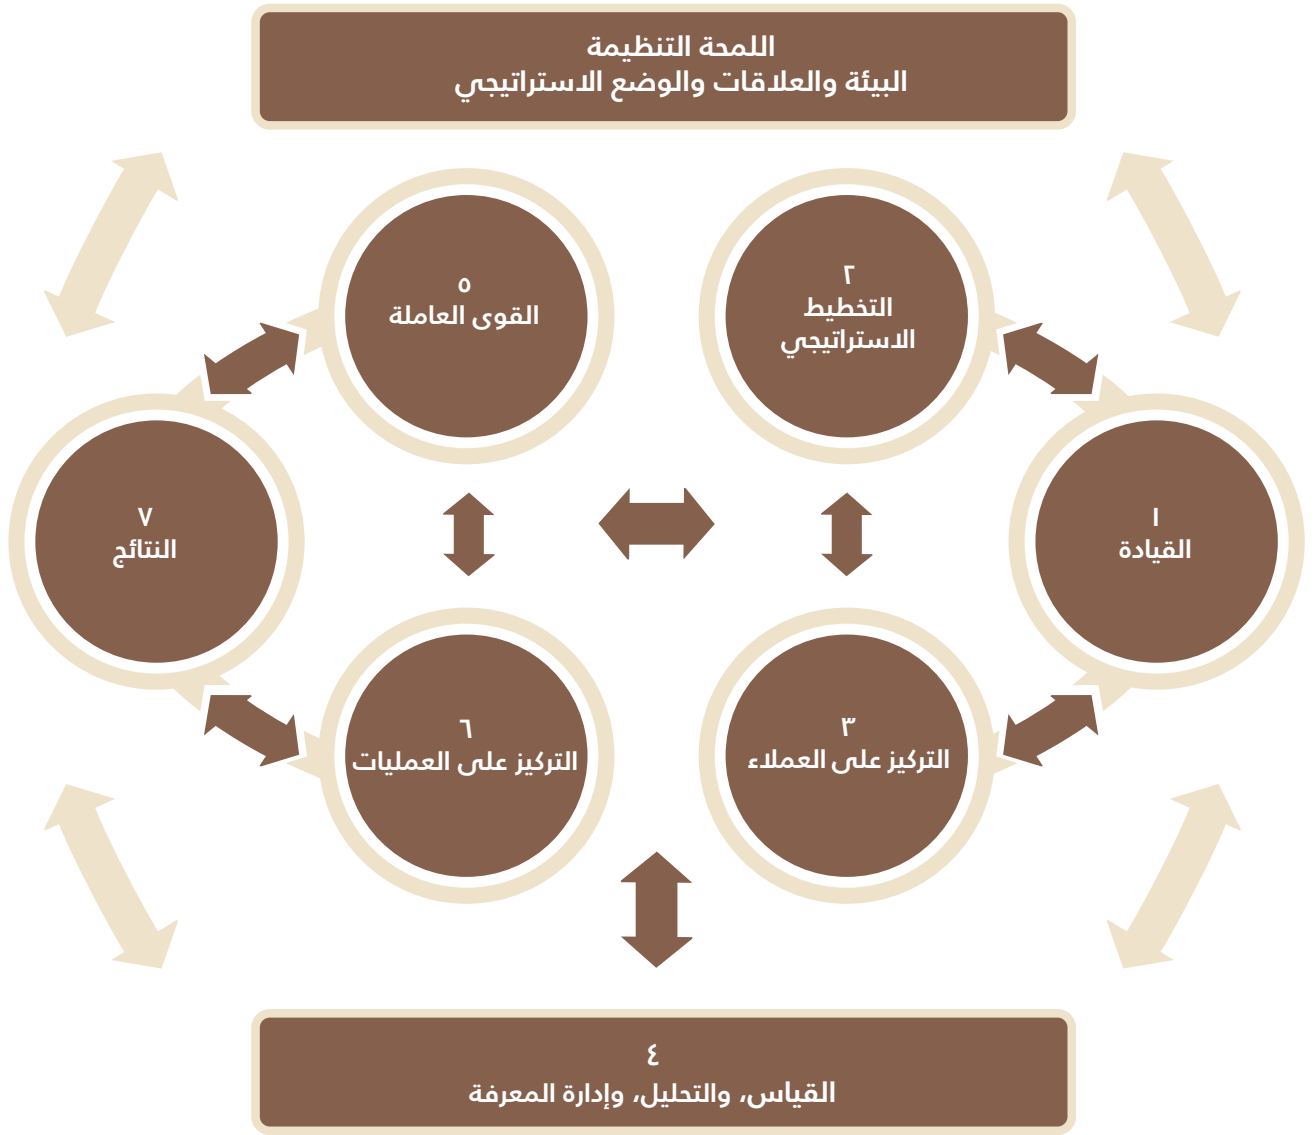 اللمحة التنظيمة
البيئة والعلاقات والوضع الاستراتيجي
١
القيادة
٢
التخطيط
الاستراتيجي
٣
التركيز على العملاء
٥
القوى العاملة
٦
التركيز على العمليات
٧
النتائج
٤
القياس، والتحليل، وإدارة المعرفة